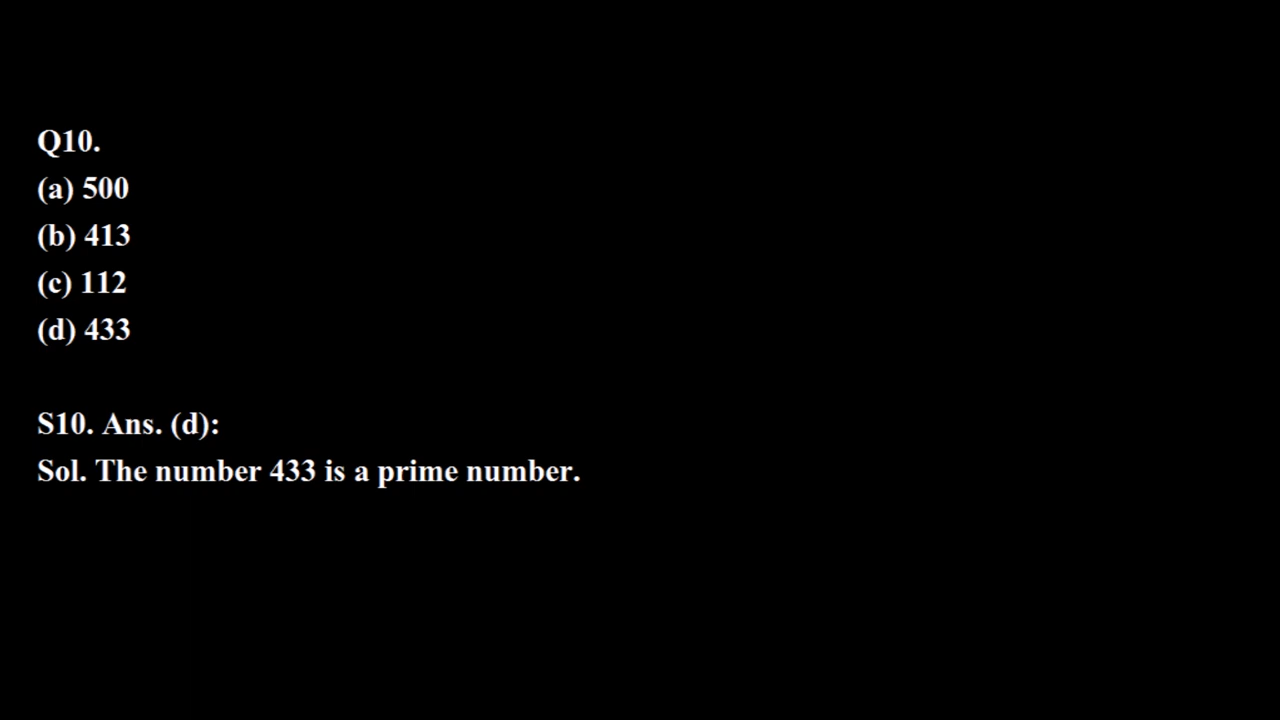 Q10.
(a) 500
(b) 413
(c) 112
(d) 433
S10. Ans. (d):
Sol. The number 433 is a prime number.